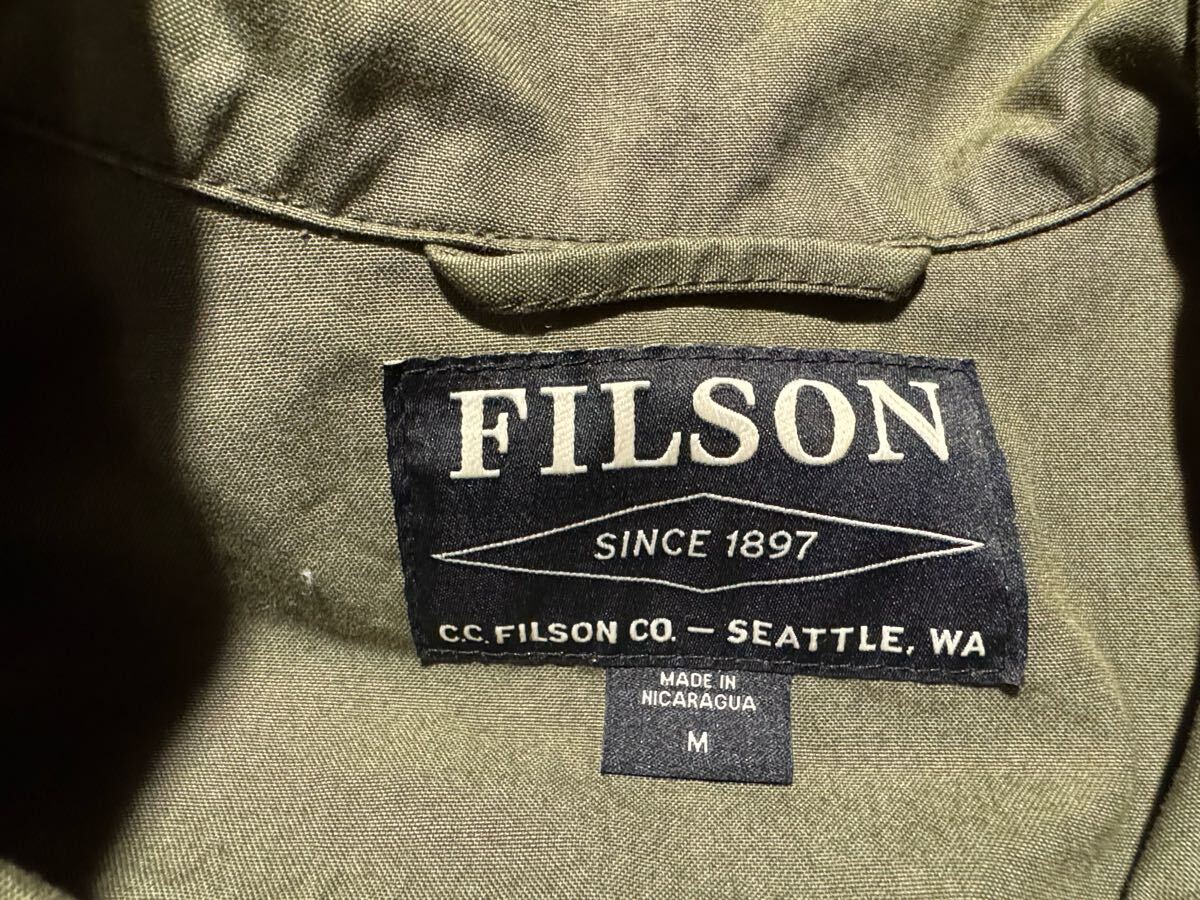 FILSON
SINCE 1897
C.C. FILSON CO. — SEATTLE, WA
MADE IN
NICARAGUA
M